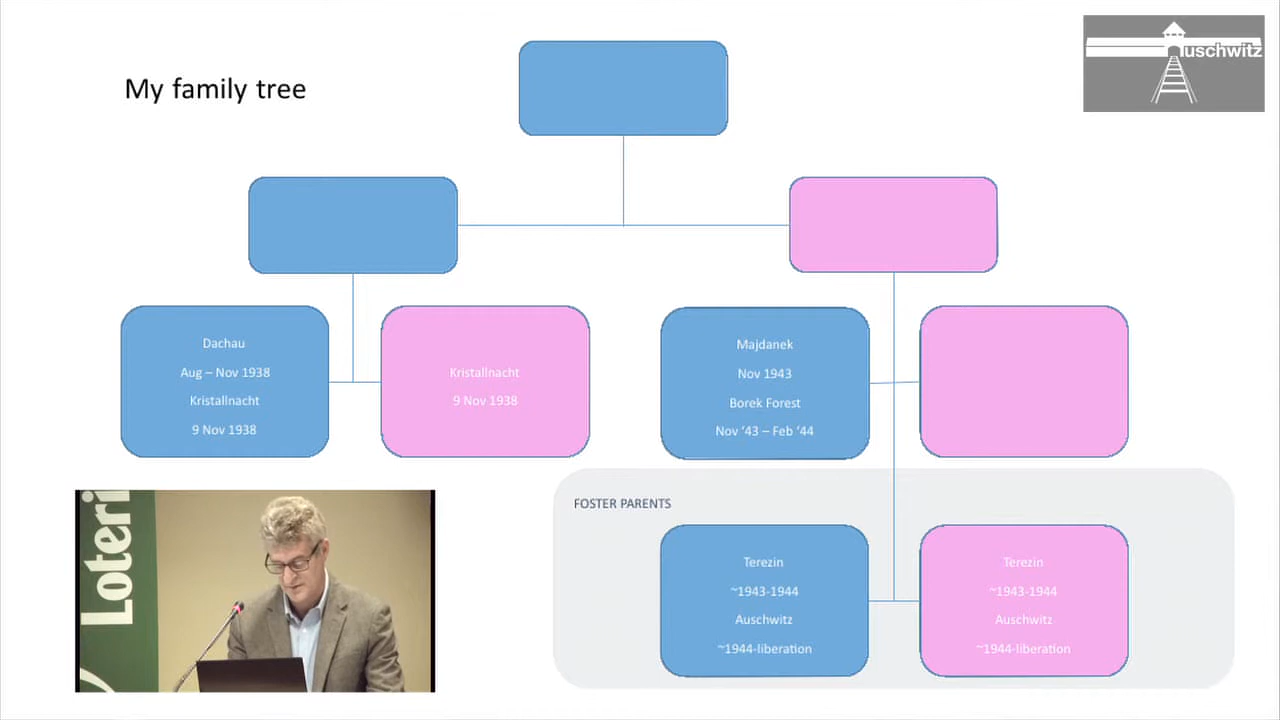 My family tree
uschwitz
Dachau
Aug – Nov 1938
Kristallnacht
9 Nov 1938
Kristallnacht
9 Nov 1938
Majdanek
Nov 1943
Borek Forest
Nov ‘43 – Feb ‘44
FOSTER PARENTS
Terezin
~1943-1944
Auschwitz
~1944-liberation
Terezin
~1943-1944
Auschwitz
~1944-liberation
Loteri